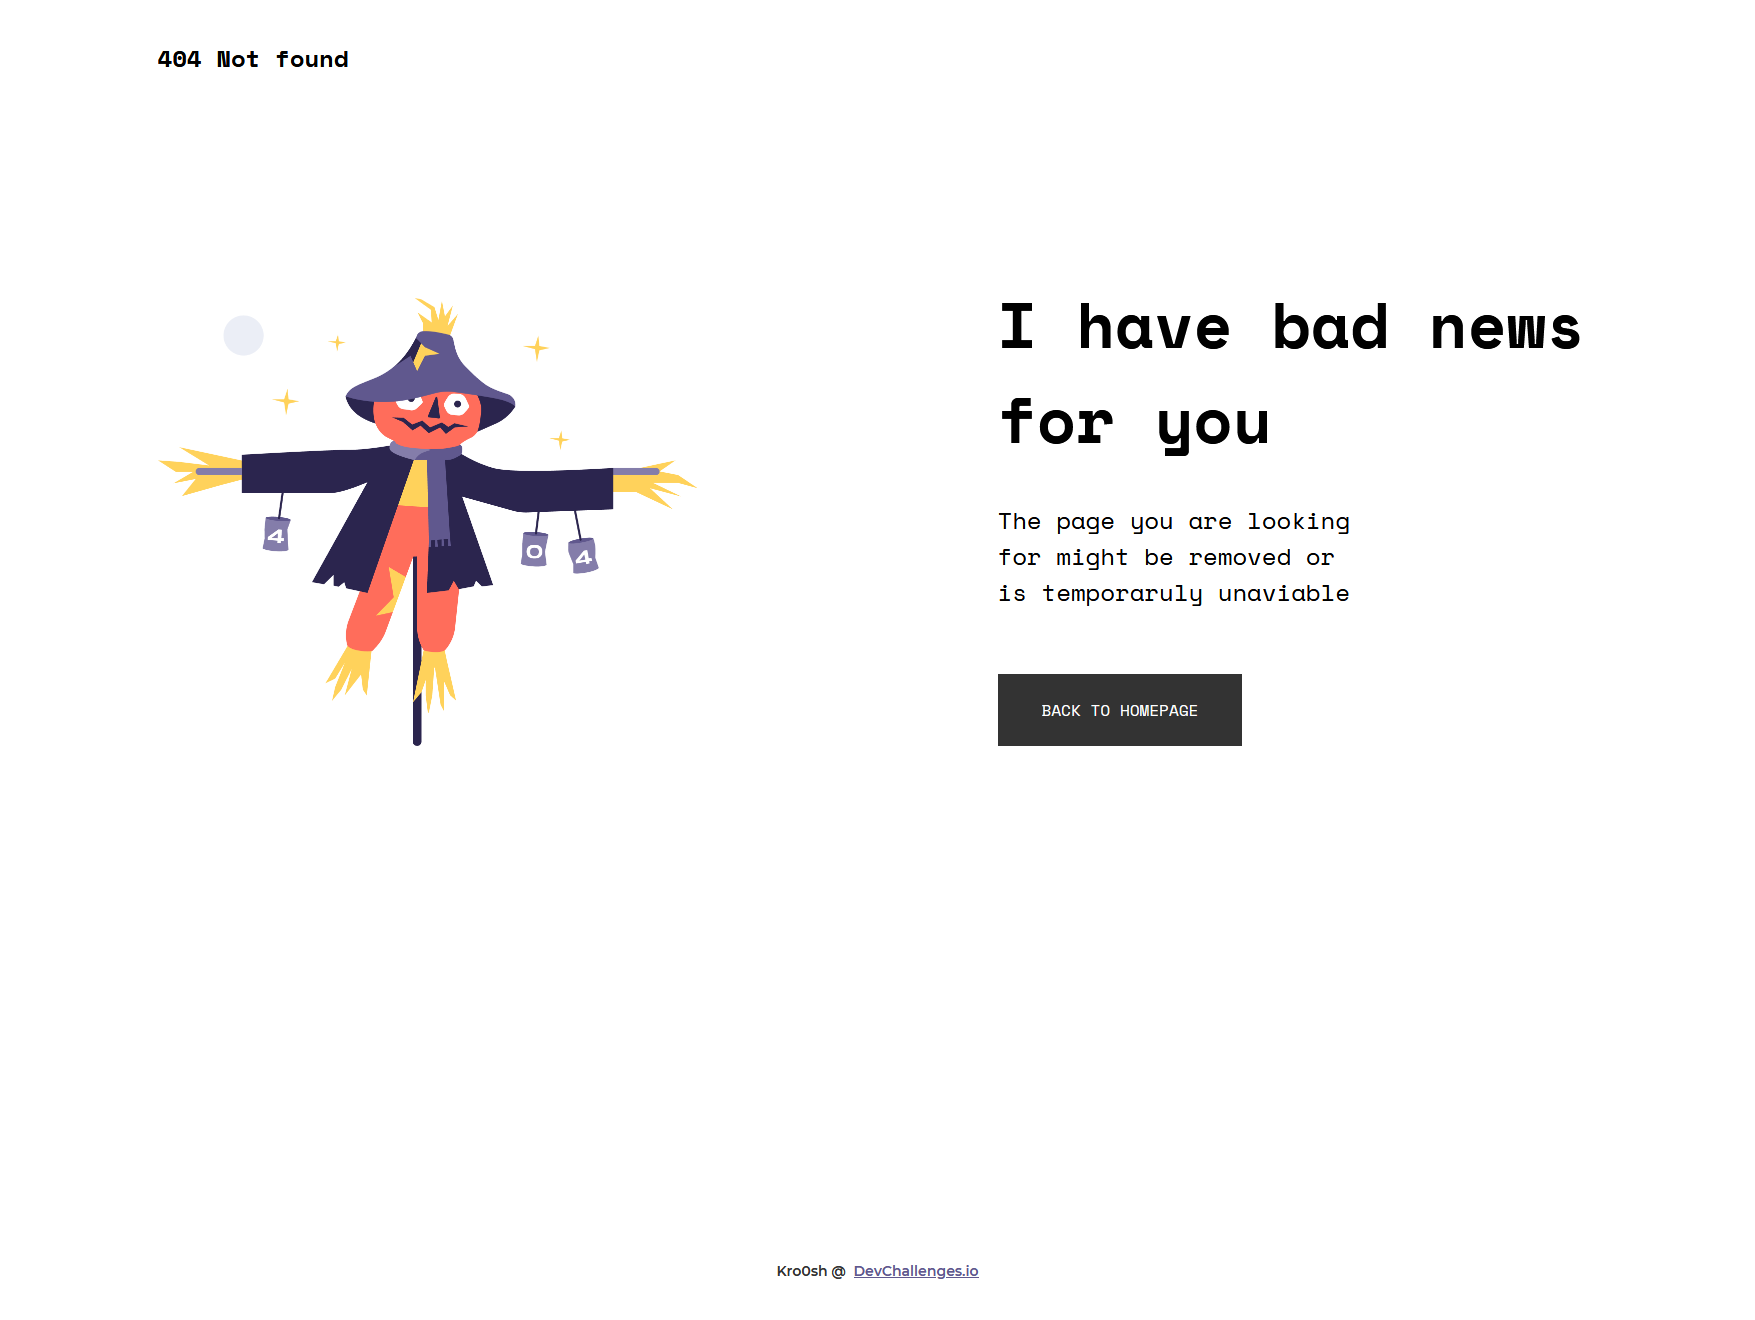 404 Not found
I have bad news
for you
The page you are looking
for might be removed or
is temporaruly unaviable
4
0
4
BACK TO HOMEPAGE
Kro0sh @ DevChallenges.io